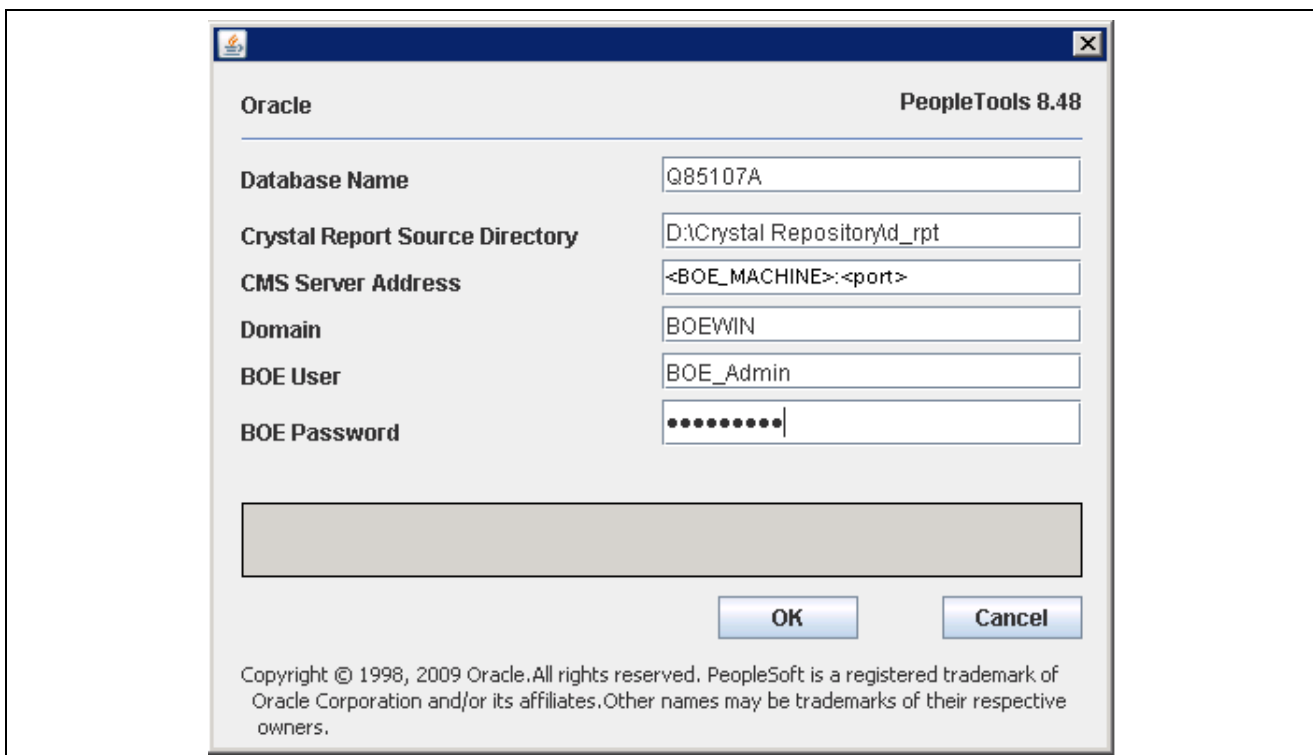 Oracle PeopleTools 8.48
Database Name Q85107A
Crystal Report Source Directory D:\Crystal Repository\d_rpt
CMS Server Address <BOE_MACHINE>:<port>
Domain BOEWIN
BOE User BOE_Admin
BOE Password •••••••••
OK Cancel
Copyright © 1998, 2009 Oracle.All rights reserved. PeopleSoft is a registered trademark of
Oracle Corporation and/or its affiliates.Other names may be trademarks of their respective
owners.